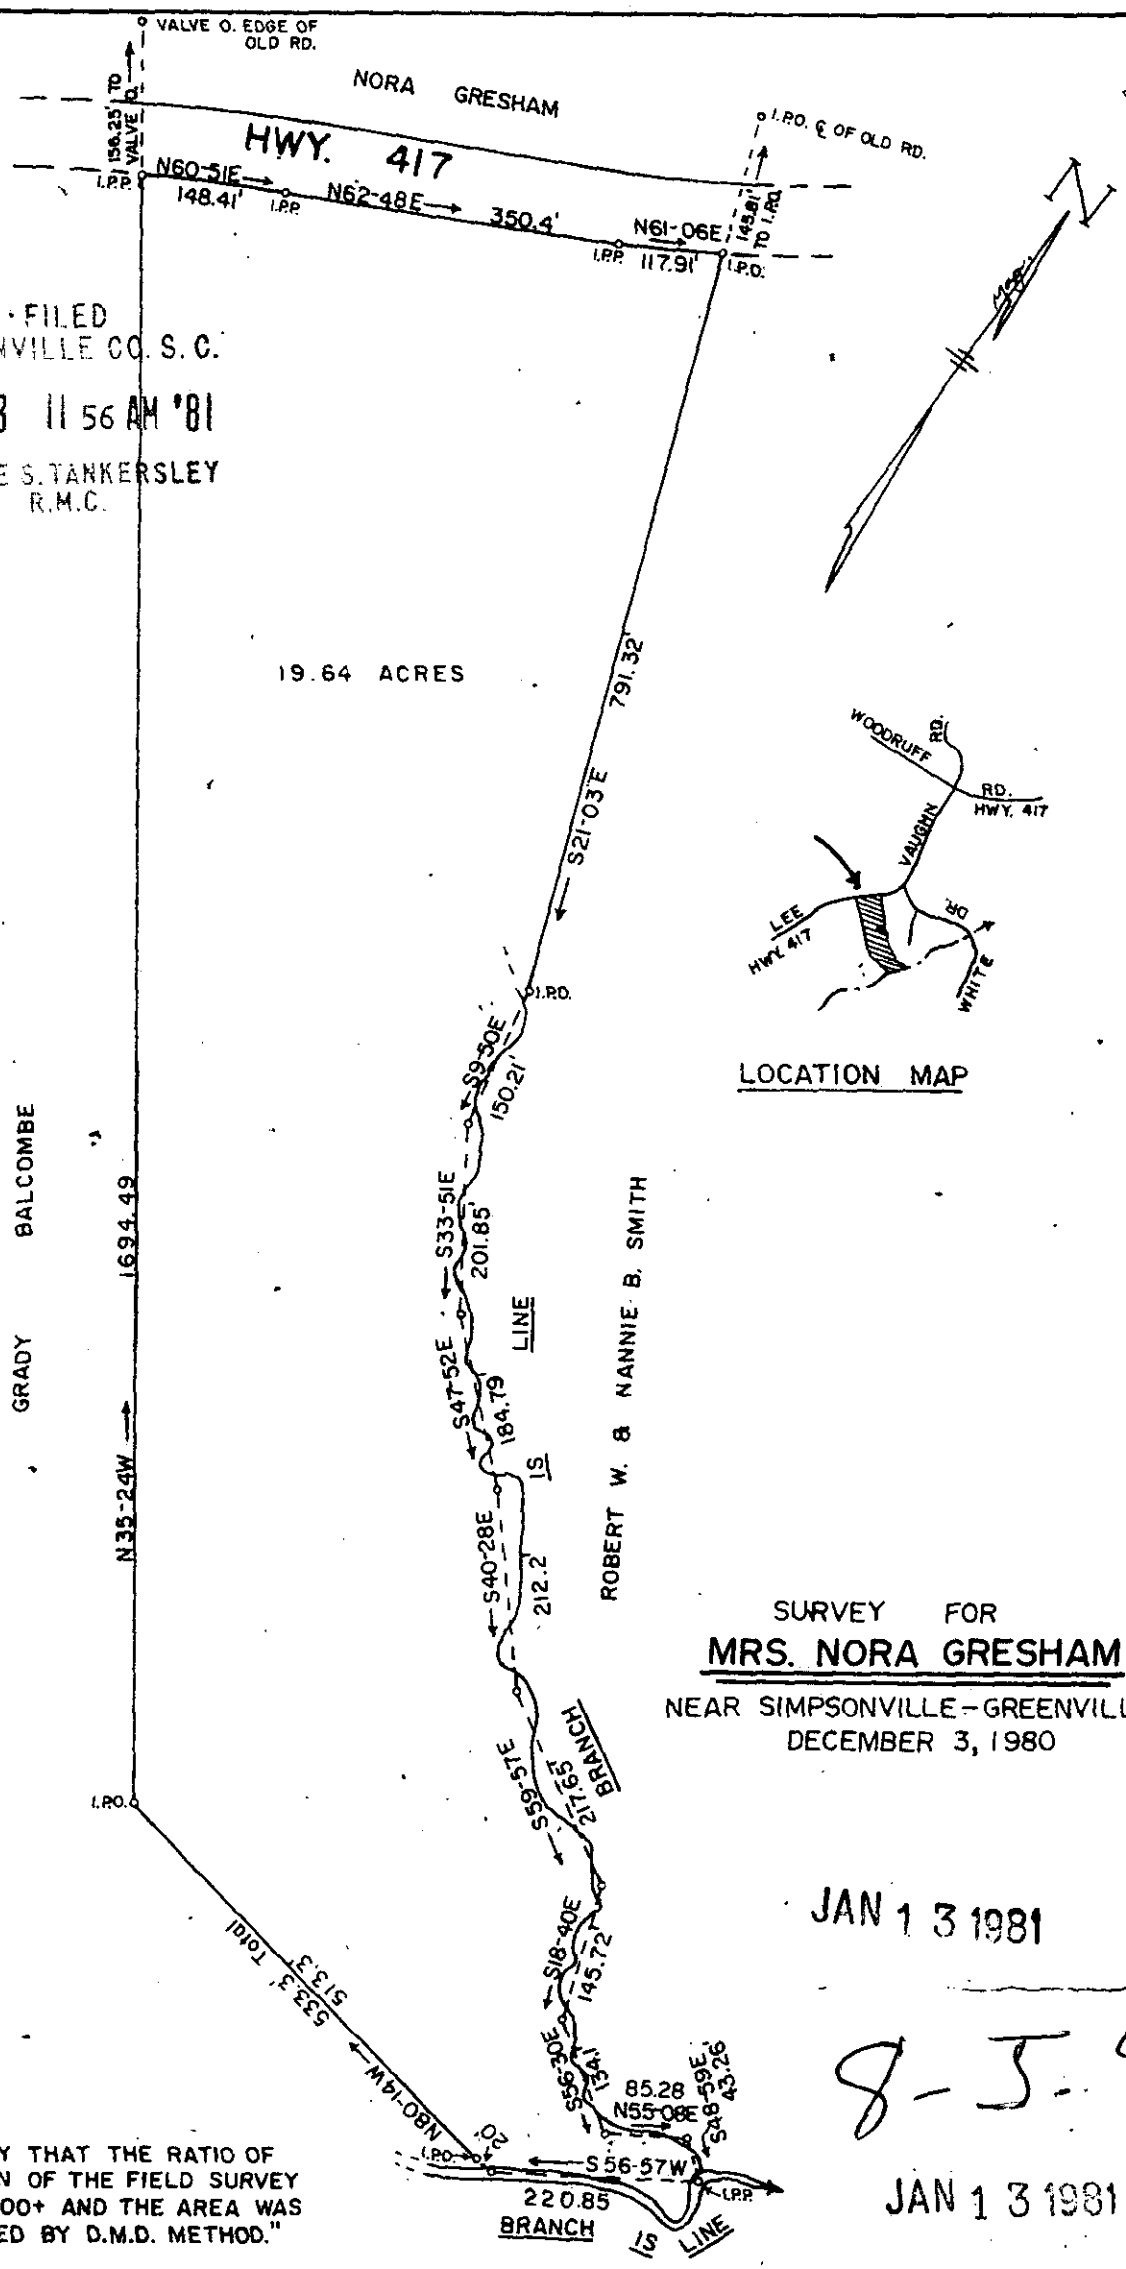 VALVE O. EDGE OF
OLD RD.
NORA GRESHAM
I.P.O. ℄ OF OLD RD.
156.25' TO
VALVE O.
HWY. 417
N
Mag.
145.81'
TO I.P.O.
I.P.P.
N60-51E
148.41'
I.P.P.
N62-48E
350.4'
I.P.P.
N61-06E
117.91'
I.P.O.
FILED
NVILLE CO. S. C.
11 56 AM '81
E S. TANKERSLEY
R.M.C.
19.64 ACRES
791.32'
S21-03'E
WOODRUFF
RD.
RD.
HWY. 417
VAUGHN
LEE
HWY. 417
DR.
WHITE
LOCATION MAP
I.P.O.
S9-50E
150.21'
GRADY BALCOMBE
1694.49
N35-24W
S33-51E
201.85'
LINE
ROBERT W. & NANNIE B. SMITH
S47-52E
184.79
IS
S40-28E
212.2
SURVEY FOR
MRS. NORA GRESHAM
NEAR SIMPSONVILLE-GREENVILL
DECEMBER 3, 1980
BRANCH
S59-57E
217.65
I.P.O.
JAN 13 1981
S18-40E
145.72
533.3' Total
513.3'
N80-14W
S56-30E
134.1
85.28
N55-08E
S48-59E
43.26'
8-J-
20'
I.P.O.
S56-57W
220.85
I.P.P.
BRANCH IS LINE
JAN 13 1981
Y THAT THE RATIO OF
N OF THE FIELD SURVEY
00+ AND THE AREA WAS
ED BY D.M.D. METHOD."